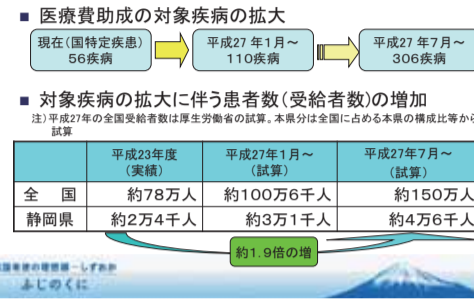 ■ 医療費助成の対象疾病の拡大
現在(国特定疾患)
56疾病
平成27年1月～
110疾病
平成27年7月～
306疾病
■ 対象疾病の拡大に伴う患者数(受給者数)の増加
注)平成27年の全国受給者数は厚生労働省の試算。本県分は全国に占める本県の構成比等から
試算
平成23年度
(実績)
平成27年1月～
(試算)
平成27年7月～
(試算)
全 国 約78万人 約100万6千人 約150万人
静岡県 約2万4千人 約3万1千人 約4万6千人
約1.9倍の増
ふじのくに